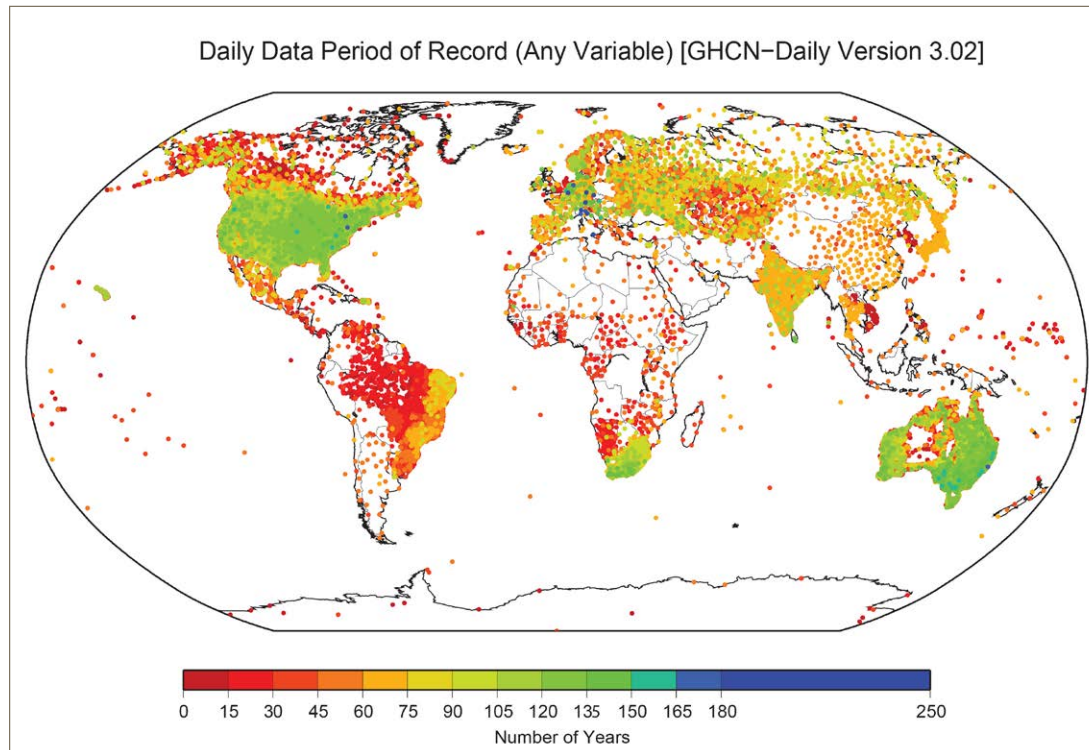 Daily Data Period of Record (Any Variable) [GHCN−Daily Version 3.02]
0 15 30 45 60 75 90 105 120 135 150 165 180 250
Number of Years